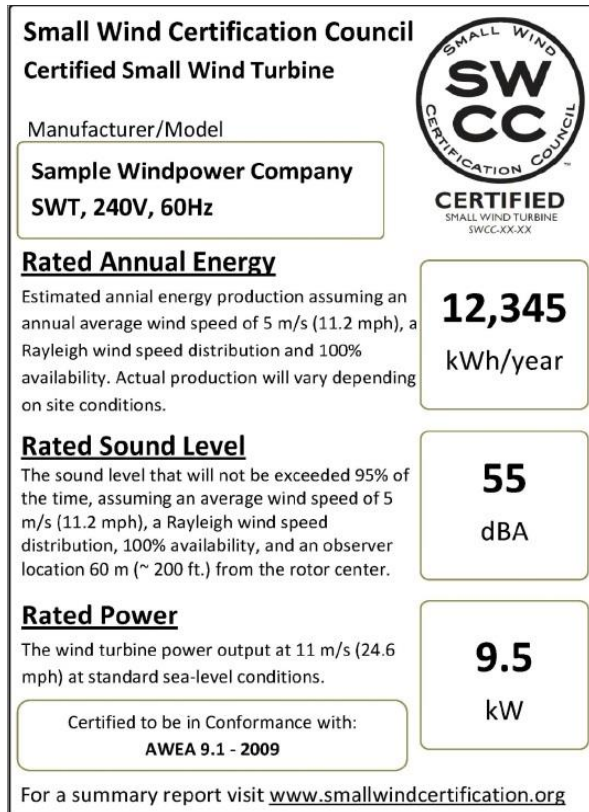 Small Wind Certification Council
Certified Small Wind Turbine
SMALL WIND
SW
CC
CERTIFICATION COUNCIL
™
CERTIFIED
SMALL WIND TURBINE
SWCC-XX-XX
Manufacturer/Model
Sample Windpower Company
SWT, 240V, 60Hz
Rated Annual Energy
Estimated annial energy production assuming an
annual average wind speed of 5 m/s (11.2 mph), a
Rayleigh wind speed distribution and 100%
availability. Actual production will vary depending
on site conditions.
12,345
kWh/year
Rated Sound Level
The sound level that will not be exceeded 95% of
the time, assuming an average wind speed of 5
m/s (11.2 mph), a Rayleigh wind speed
distribution, 100% availability, and an observer
location 60 m (~ 200 ft.) from the rotor center.
55
dBA
Rated Power
The wind turbine power output at 11 m/s (24.6
mph) at standard sea-level conditions.
9.5
kW
Certified to be in Conformance with:
AWEA 9.1 - 2009
For a summary report visit www.smallwindcertification.org